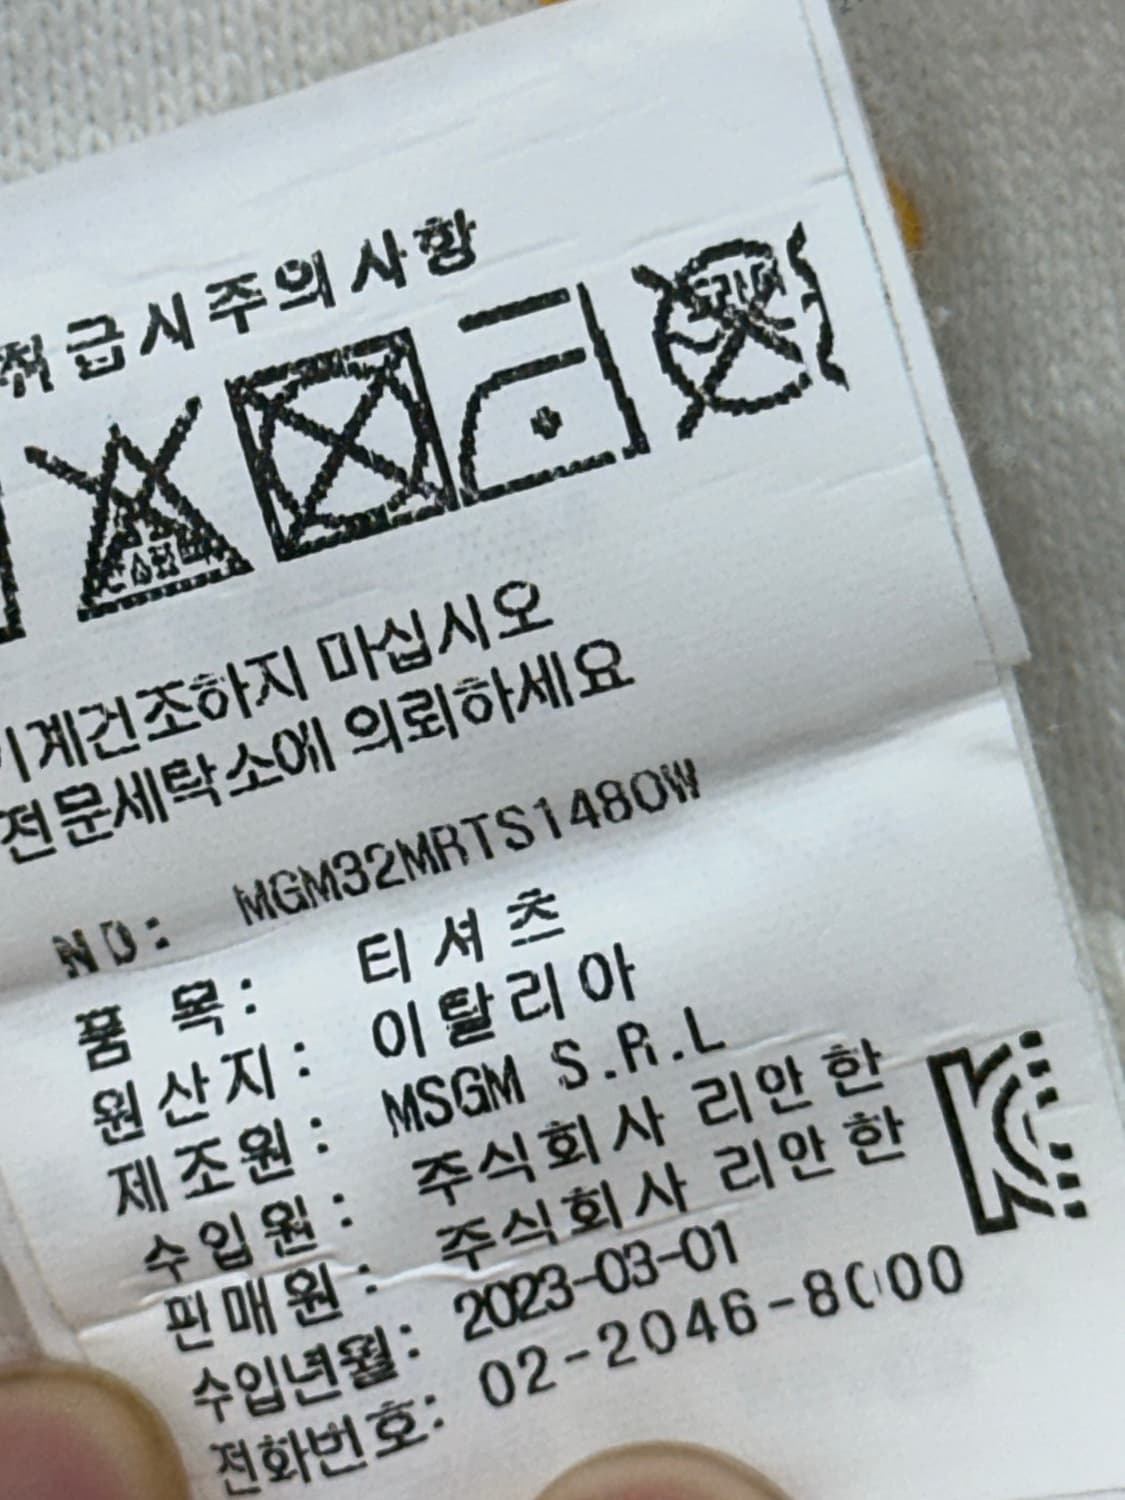 취급시주의사항
기계건조하지 마십시오
전문세탁소에 의뢰하세요
NO: MGM32MRTS1480W
품 목: 티셔츠
원산지: 이탈리아
제조원: MSGM S.R.L
수입원: 주식회사 리안한
판매원: 주식회사 리안한
수입년월: 2023-03-01
전화번호: 02-2046-8000